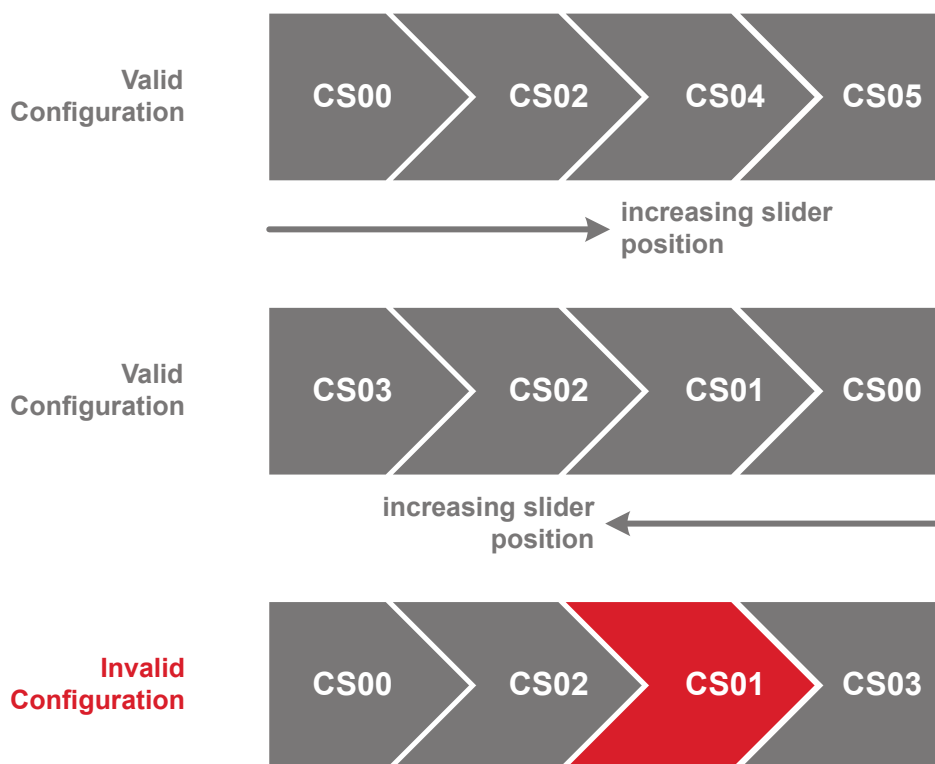 Valid
Configuration
CS00
CS02
CS04
CS05
increasing slider
position
Valid
Configuration
CS03
CS02
CS01
CS00
increasing slider
position
Invalid
Configuration
CS00
CS02
CS01
CS03